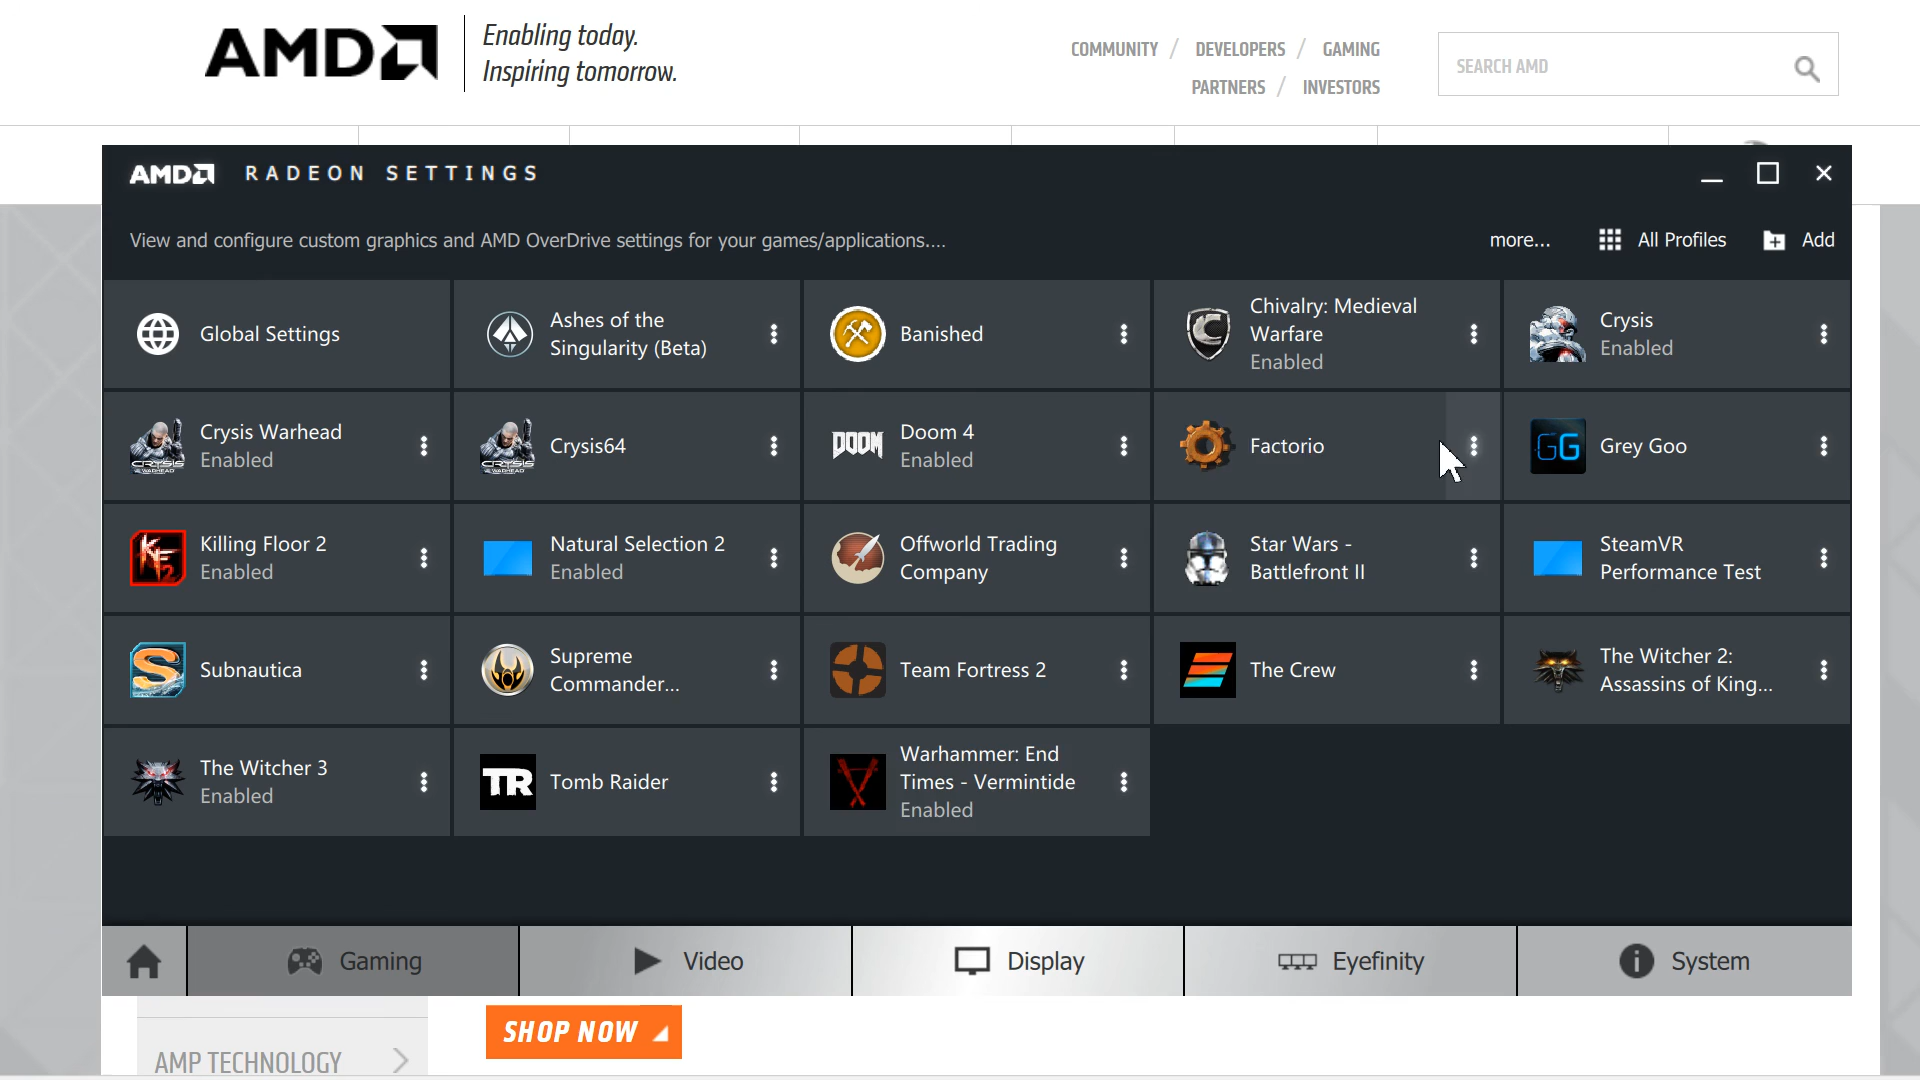 AMD
Enabling today.
Inspiring tomorrow.
COMMUNITY / DEVELOPERS / GAMING
PARTNERS / INVESTORS
SEARCH AMD
AMD RADEON SETTINGS
View and configure custom graphics and AMD OverDrive settings for your games/applications....
more...
All Profiles
Add
Global Settings
Ashes of the
Singularity (Beta)
Banished
Chivalry: Medieval
Warfare
Enabled
Crysis
Enabled
CRYSIS
WARHEAD
Crysis Warhead
Enabled
CRYSIS
WARHEAD
Crysis64
DOOM
Doom 4
Enabled
Factorio
GG
Grey Goo
KF2
Killing Floor 2
Enabled
Natural Selection 2
Enabled
Offworld Trading
Company
Star Wars -
Battlefront II
SteamVR
Performance Test
S
Subnautica
Supreme
Commander...
Team Fortress 2
The Crew
The Witcher 2:
Assassins of King...
The Witcher 3
Enabled
TR
Tomb Raider
Warhammer: End
Times - Vermintide
Enabled
Gaming
Video
Display
Eyefinity
System
SHOP NOW
AMP TECHNOLOGY